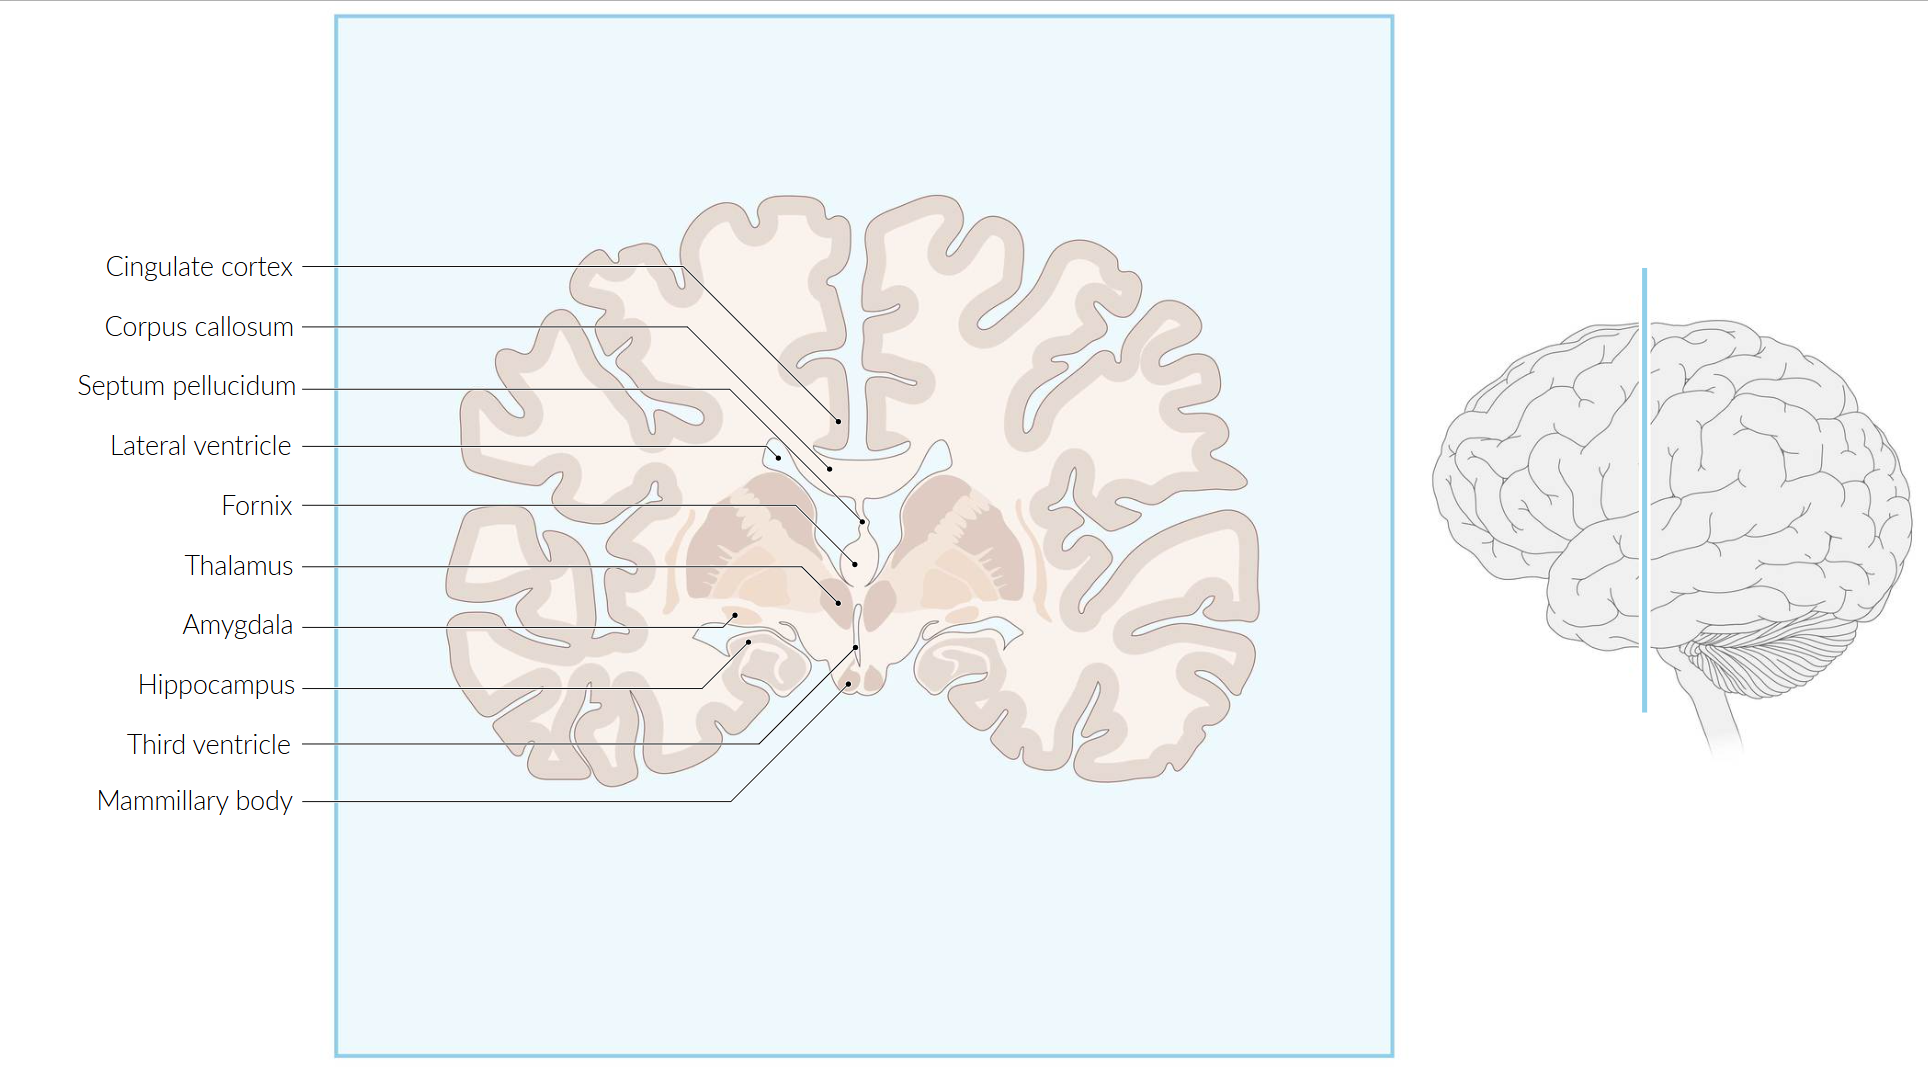 Cingulate cortex
Corpus callosum
Septum pellucidum
Lateral ventricle
Fornix
Thalamus
Amygdala
Hippocampus
Third ventricle
Mammillary body